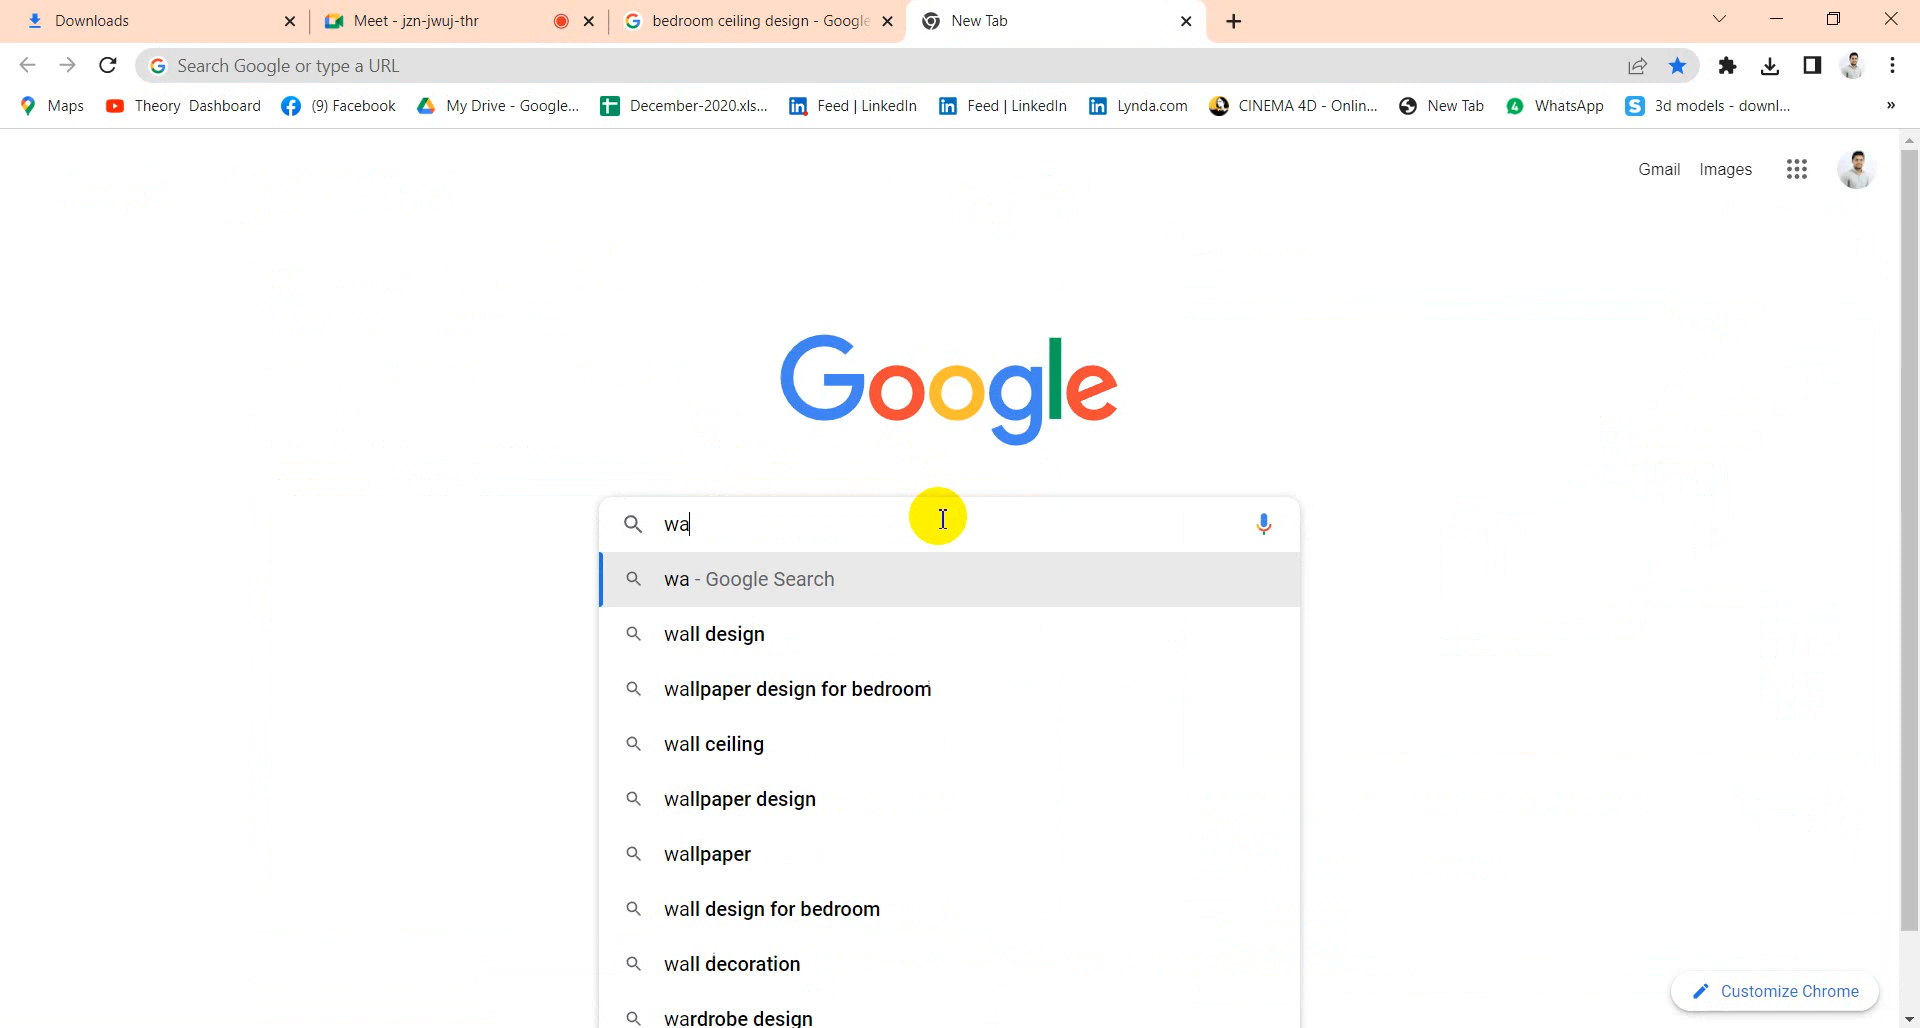 Downloads
Meet - jzn-jwuj-thr
bedroom ceiling design - Google
New Tab
Search Google or type a URL
Maps
Theory Dashboard
(9) Facebook
My Drive - Google...
December-2020.xls...
Feed | LinkedIn
Feed | LinkedIn
Lynda.com
CINEMA 4D - Onlin...
New Tab
WhatsApp
3d models - downl...
»
Gmail
Images
Google
wa
wa - Google Search
wall design
wallpaper design for bedroom
wall ceiling
wallpaper design
wallpaper
wall design for bedroom
wall decoration
wardrobe design
Customize Chrome